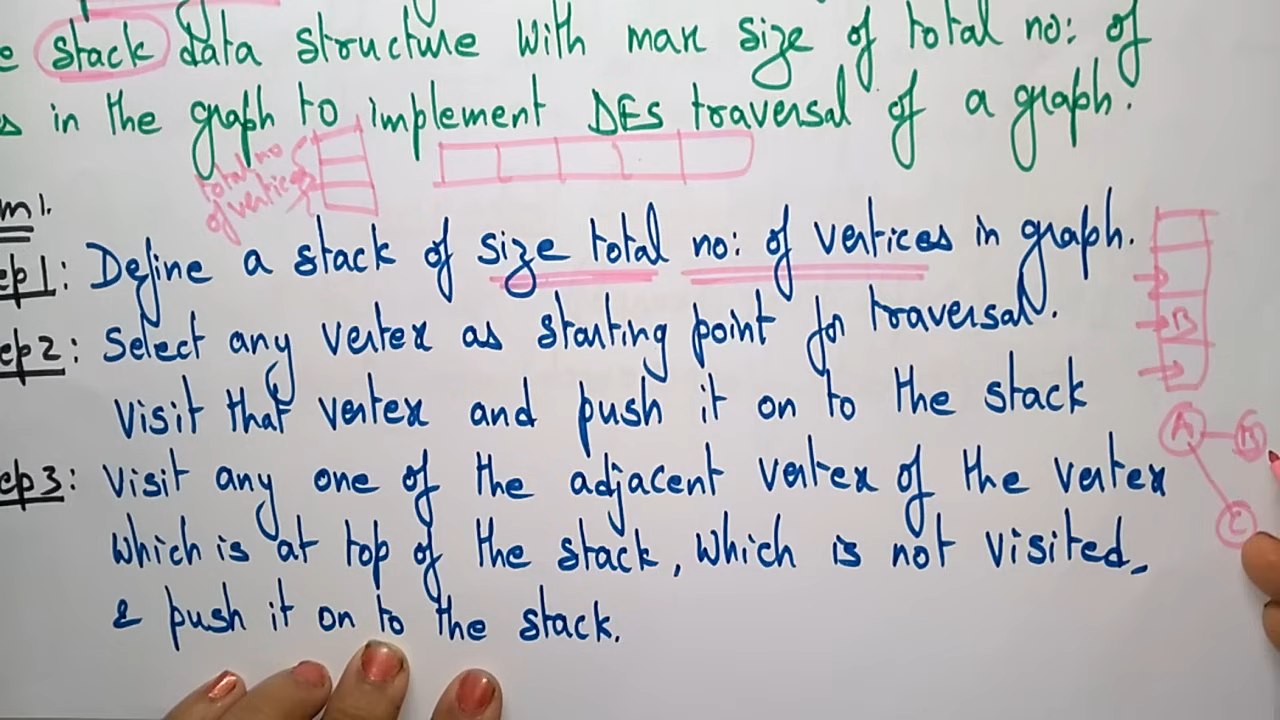 e stack data structure with max size of total no: of
s in the graph to implement DFS traversal of a graph.
total no
of vertices
m1.
ep1: Define a stack of size total no: of vertices in graph.
B
ep2: Select any vertex as starting point for traversal.
visit that vertex and push it on to the stack
A B
ep3: Visit any one of the adjacent vertex of the vertex
C
which is at top of the stack, which is not visited.
& push it on to the stack.